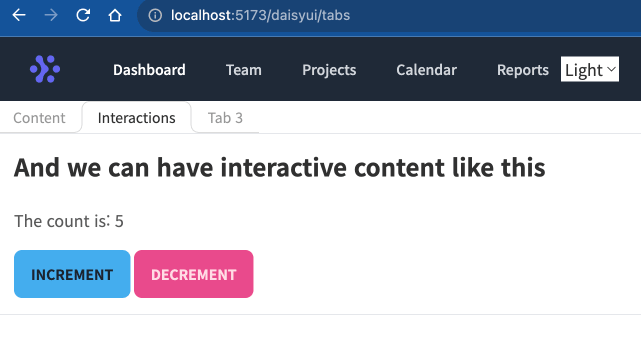 localhost:5173/daisyui/tabs
Dashboard Team Projects Calendar Reports Light
Content Interactions Tab 3
And we can have interactive content like this
The count is: 5
INCREMENT DECREMENT